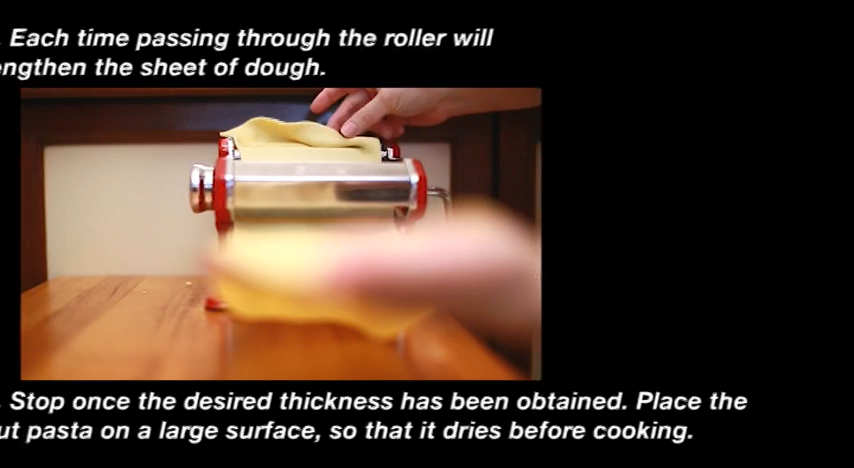 . Each time passing through the roller will
engthen the sheet of dough.
. Stop once the desired thickness has been obtained. Place the
ut pasta on a large surface, so that it dries before cooking.